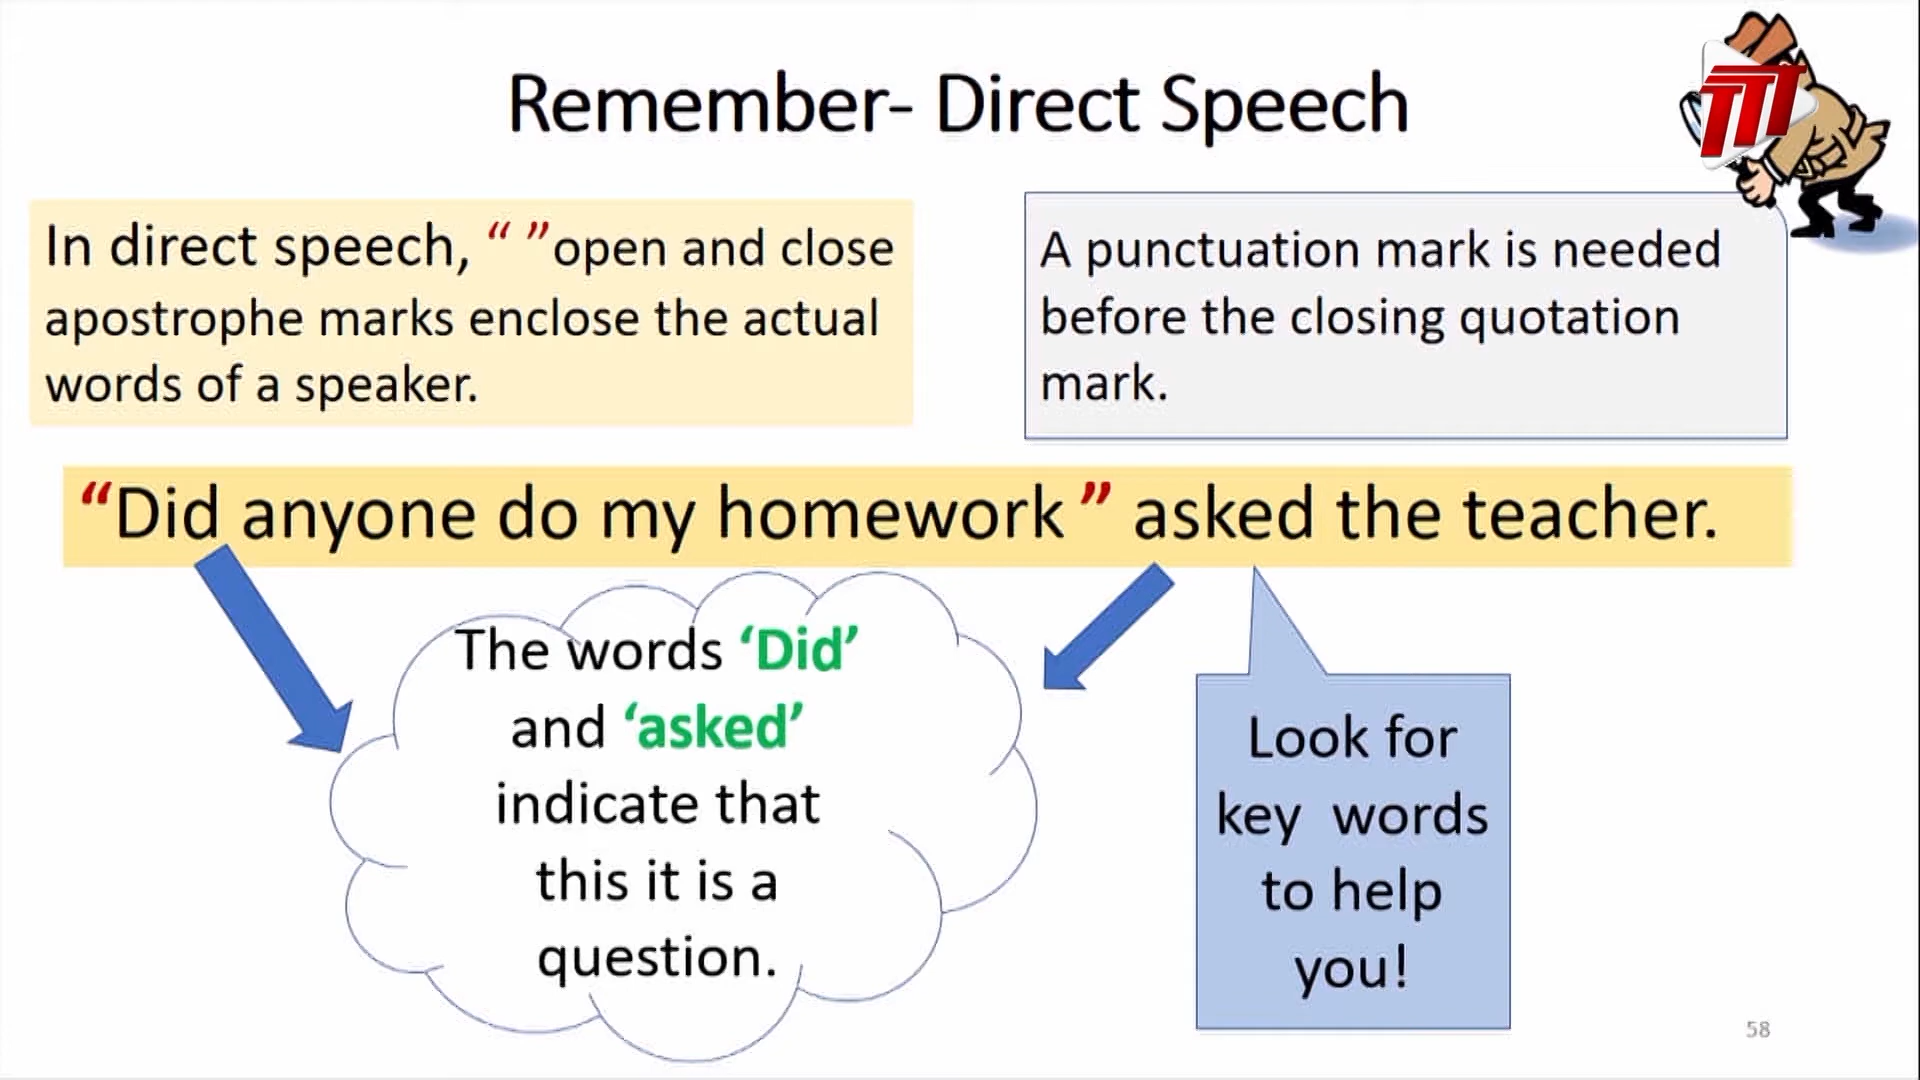 Remember- Direct Speech
In direct speech, “ ”open and close
apostrophe marks enclose the actual
words of a speaker.
A punctuation mark is needed
before the closing quotation
mark.
“Did anyone do my homework ” asked the teacher.
The words ‘Did’
and ‘asked’
indicate that
this it is a
question.
Look for
key words
to help
you!
58
TTT